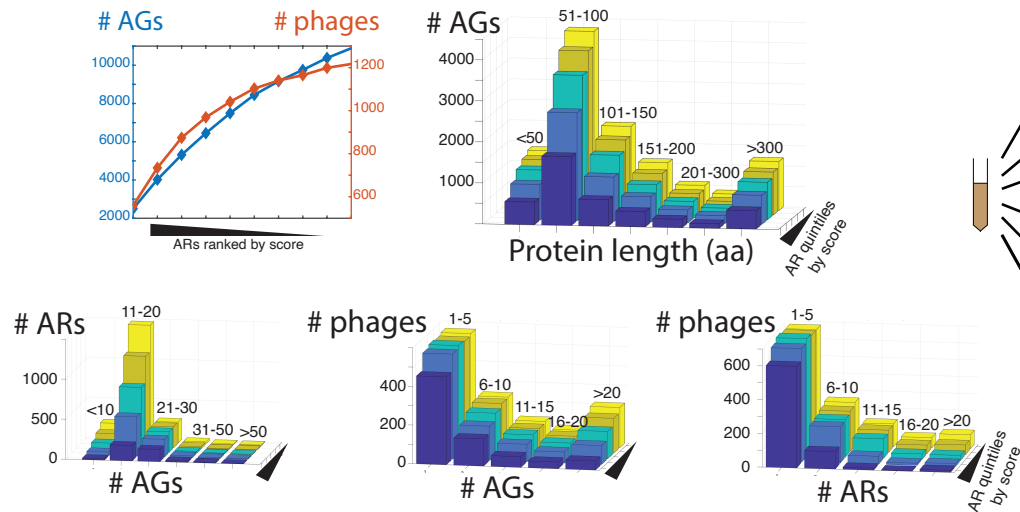 # AGs
# phages
10000
8000
6000
4000
2000
1200
1000
800
600
ARs ranked by score
# AGs
4000
3000
2000
1000
<50
51-100
101-150
151-200
201-300
>300
Protein length (aa)
AR quintiles
by score
# ARs
1000
500
0
<10
11-20
21-30
31-50
>50
# AGs
# phages
400
200
0
1-5
6-10
11-15
16-20
>20
# AGs
# phages
600
400
200
0
1-5
6-10
11-15
16-20
>20
# ARs
AR quintiles
by score